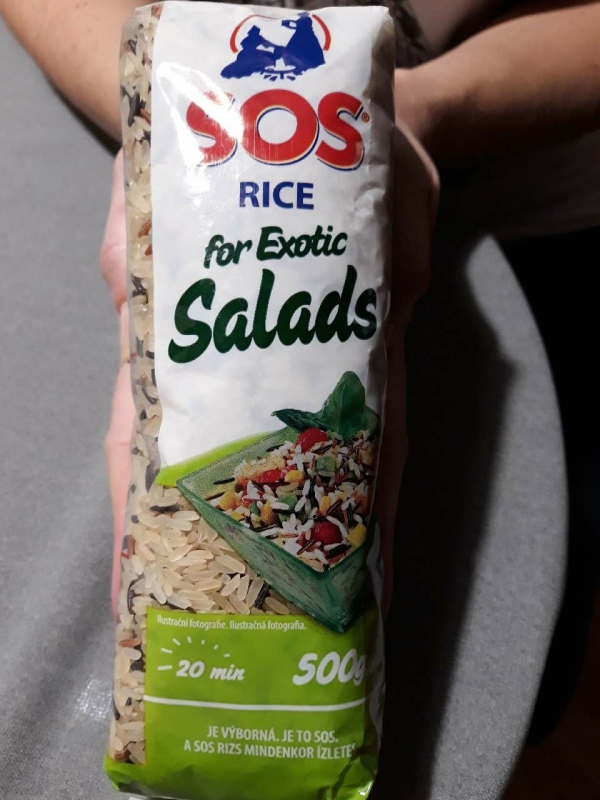 SOS®
RICE
for Exotic
Salads
Ilustrační fotografie. Ilustračná fotografia.
20 min
500g
JE VÝBORNÁ. JE TO SOS.
A SOS RIZS MINDENKOR ÍZLETES